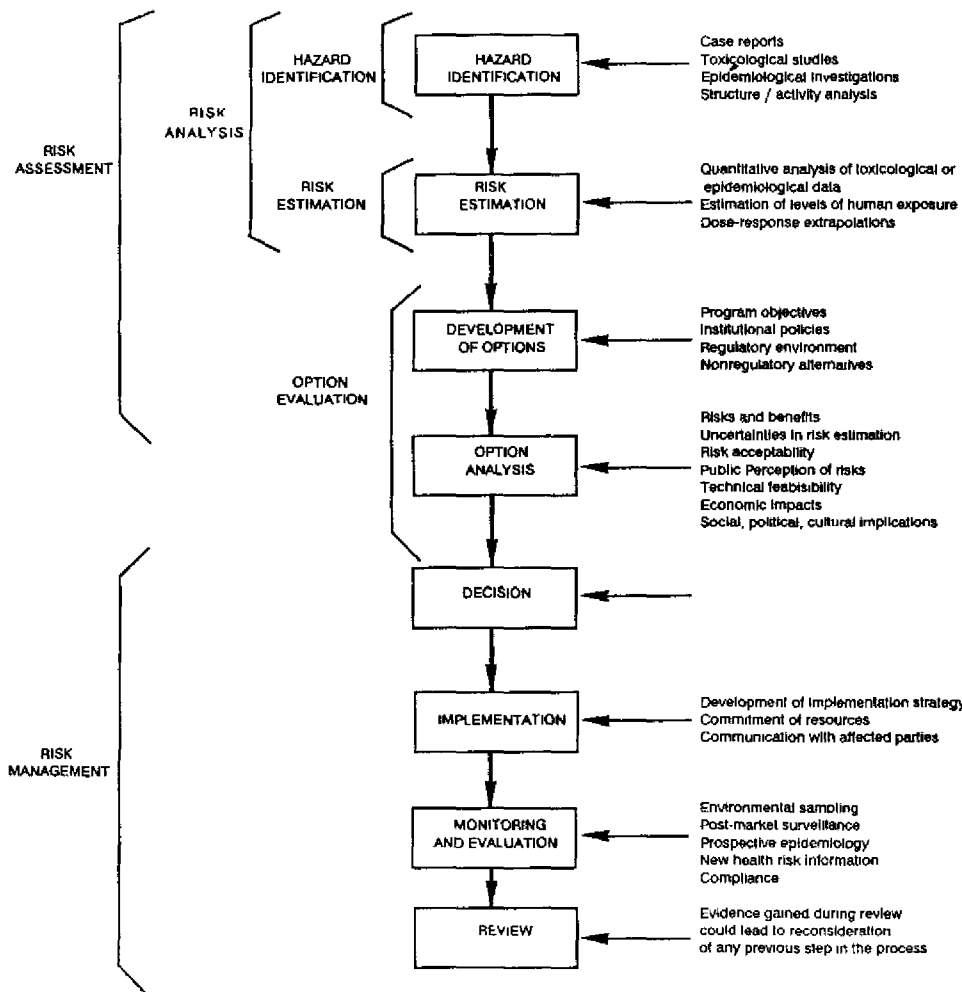 HAZARD
IDENTIFICATION
HAZARD
IDENTIFICATION
Case reports
Toxicological studies
Epidemiological investigations
Structure / activity analysis
RISK
ANALYSIS
RISK
ASSESSMENT
RISK
ESTIMATION
RISK
ESTIMATION
Quantitative analysis of toxicological or
epidemiological data
Estimation of levels of human exposure
Dose-response extrapolations
DEVELOPMENT
OF OPTIONS
Program objectives
Institutional policies
Regulatory environment
Nonregulatory alternatives
OPTION
EVALUATION
OPTION
ANALYSIS
Risks and benefits
Uncertainties in risk estimation
Risk acceptability
Public Perception of risks
Technical feabisibility
Economic impacts
Social, political, cultural implications
DECISION
IMPLEMENTATION
Development of implementation strategy
Commitment of resources
Communication with affected parties
RISK
MANAGEMENT
MONITORING
AND EVALUATION
Environmental sampling
Post-market surveillance
Prospective epidemiology
New health risk information
Compliance
REVIEW
Evidence gained during review
could lead to reconsideration
of any previous step in the process